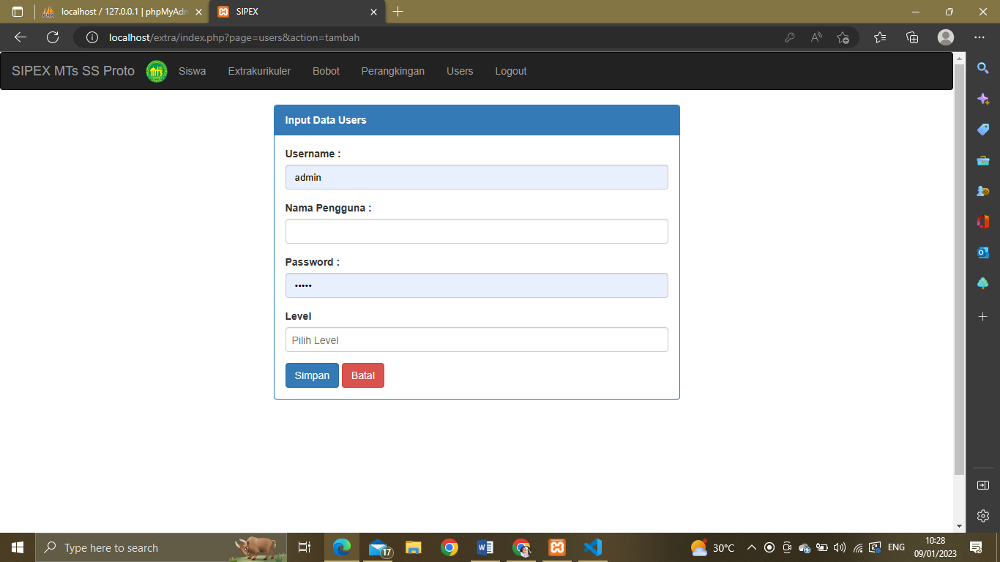 localhost / 127.0.0.1 | phpMyAdm
SIPEX
localhost/extra/index.php?page=users&action=tambah
SIPEX MTs SS Proto
Siswa
Extrakurikuler
Bobot
Perangkingan
Users
Logout
Input Data Users
Username :
admin
Nama Pengguna :
Password :
•••••
Level
Pilih Level
Simpan
Batal
Type here to search
17
30°C
ENG
10:28
09/01/2023